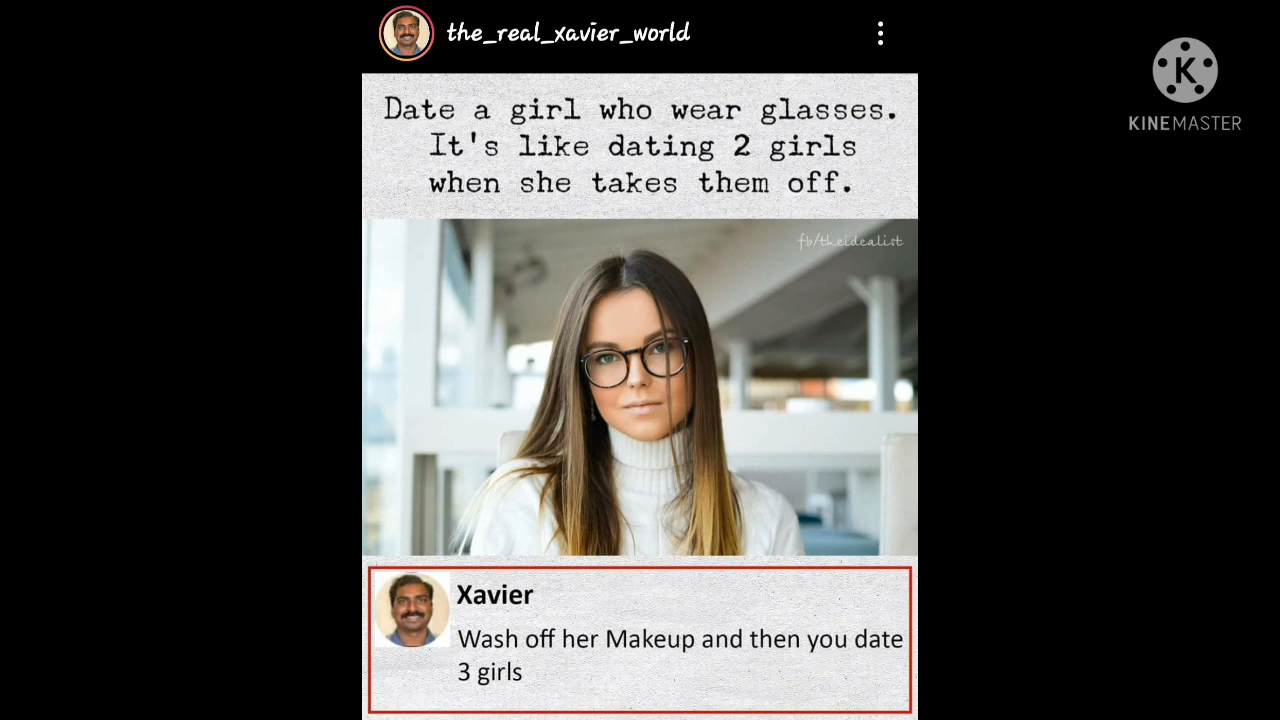 the_real_xavier_world
K
KINEMASTER
Date a girl who wear glasses.
It's like dating 2 girls
when she takes them off.
fb/theidealist
Xavier
Wash off her Makeup and then you date
3 girls